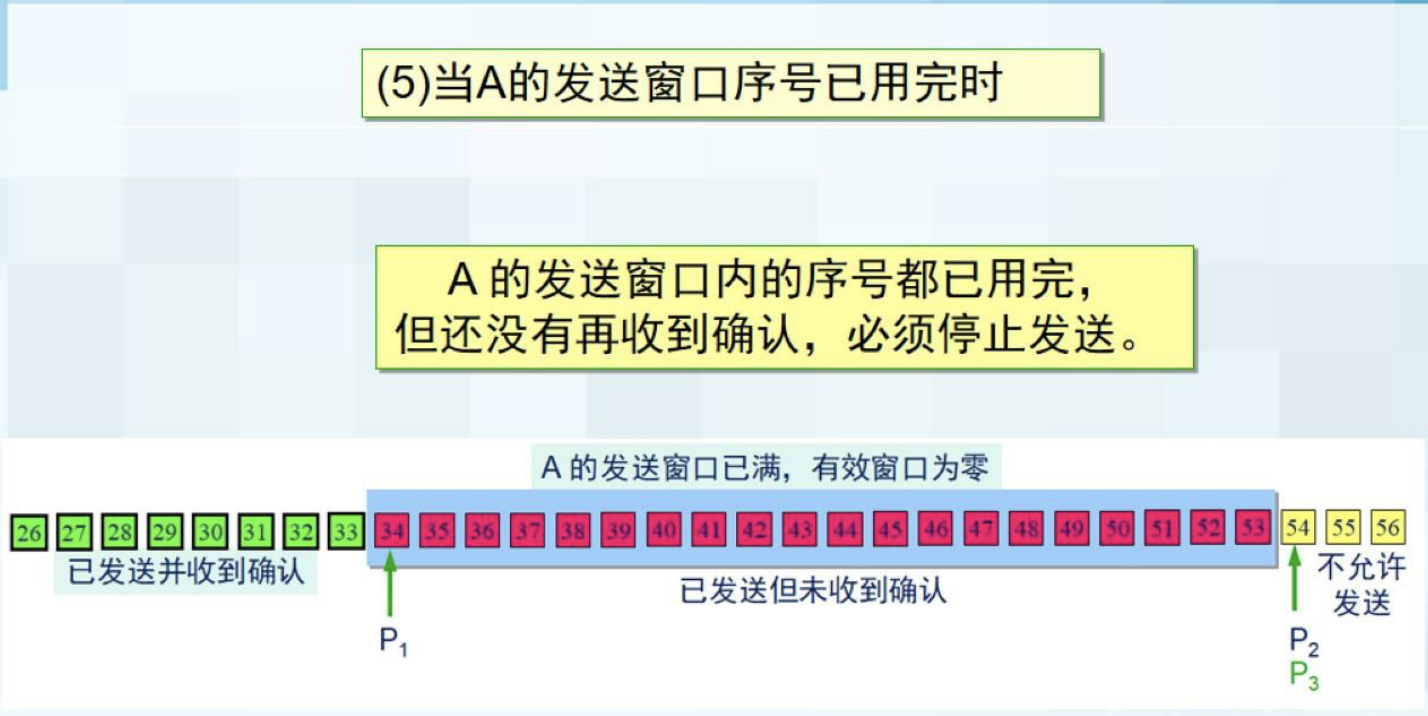 (5)当A的发送窗口序号已用完时
A 的发送窗口内的序号都已用完，
但还没有再收到确认，必须停止发送。
A 的发送窗口已满，有效窗口为零
26 27 28 29 30 31 32 33 34 35 36 37 38 39 40 41 42 43 44 45 46 47 48 49 50 51 52 53 54 55 56
已发送并收到确认
已发送但未收到确认
不允许
发送
P₁
P₂
P₃